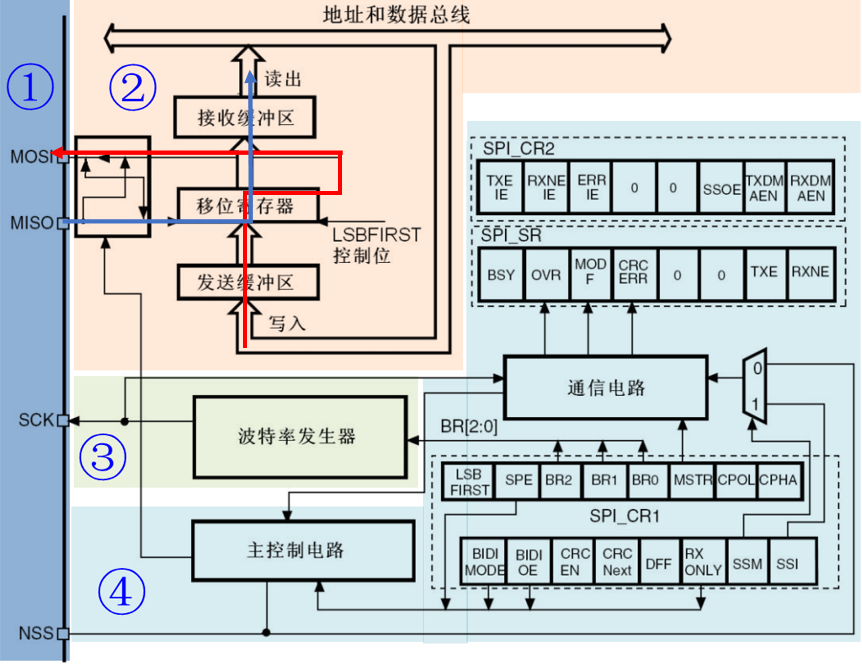 地址和数据总线
①
②
读出
接收缓冲区
MOSI
移位寄存器
MISO
LSBFIRST
控制位
发送缓冲区
写入
SPI_CR2
TXE IE
RXNE IE
ERR IE
0
0
SSOE
TXDM AEN
RXDM AEN
SPI_SR
BSY
OVR
MOD F
CRC ERR
0
0
TXE
RXNE
通信电路
0
1
SCK
③
波特率发生器
BR[2:0]
LSB FIRST
SPE
BR2
BR1
BR0
MSTR
CPOL
CPHA
SPI_CR1
主控制电路
BIDI MODE
BIDI OE
CRC EN
CRC Next
DFF
RX ONLY
SSM
SSI
④
NSS